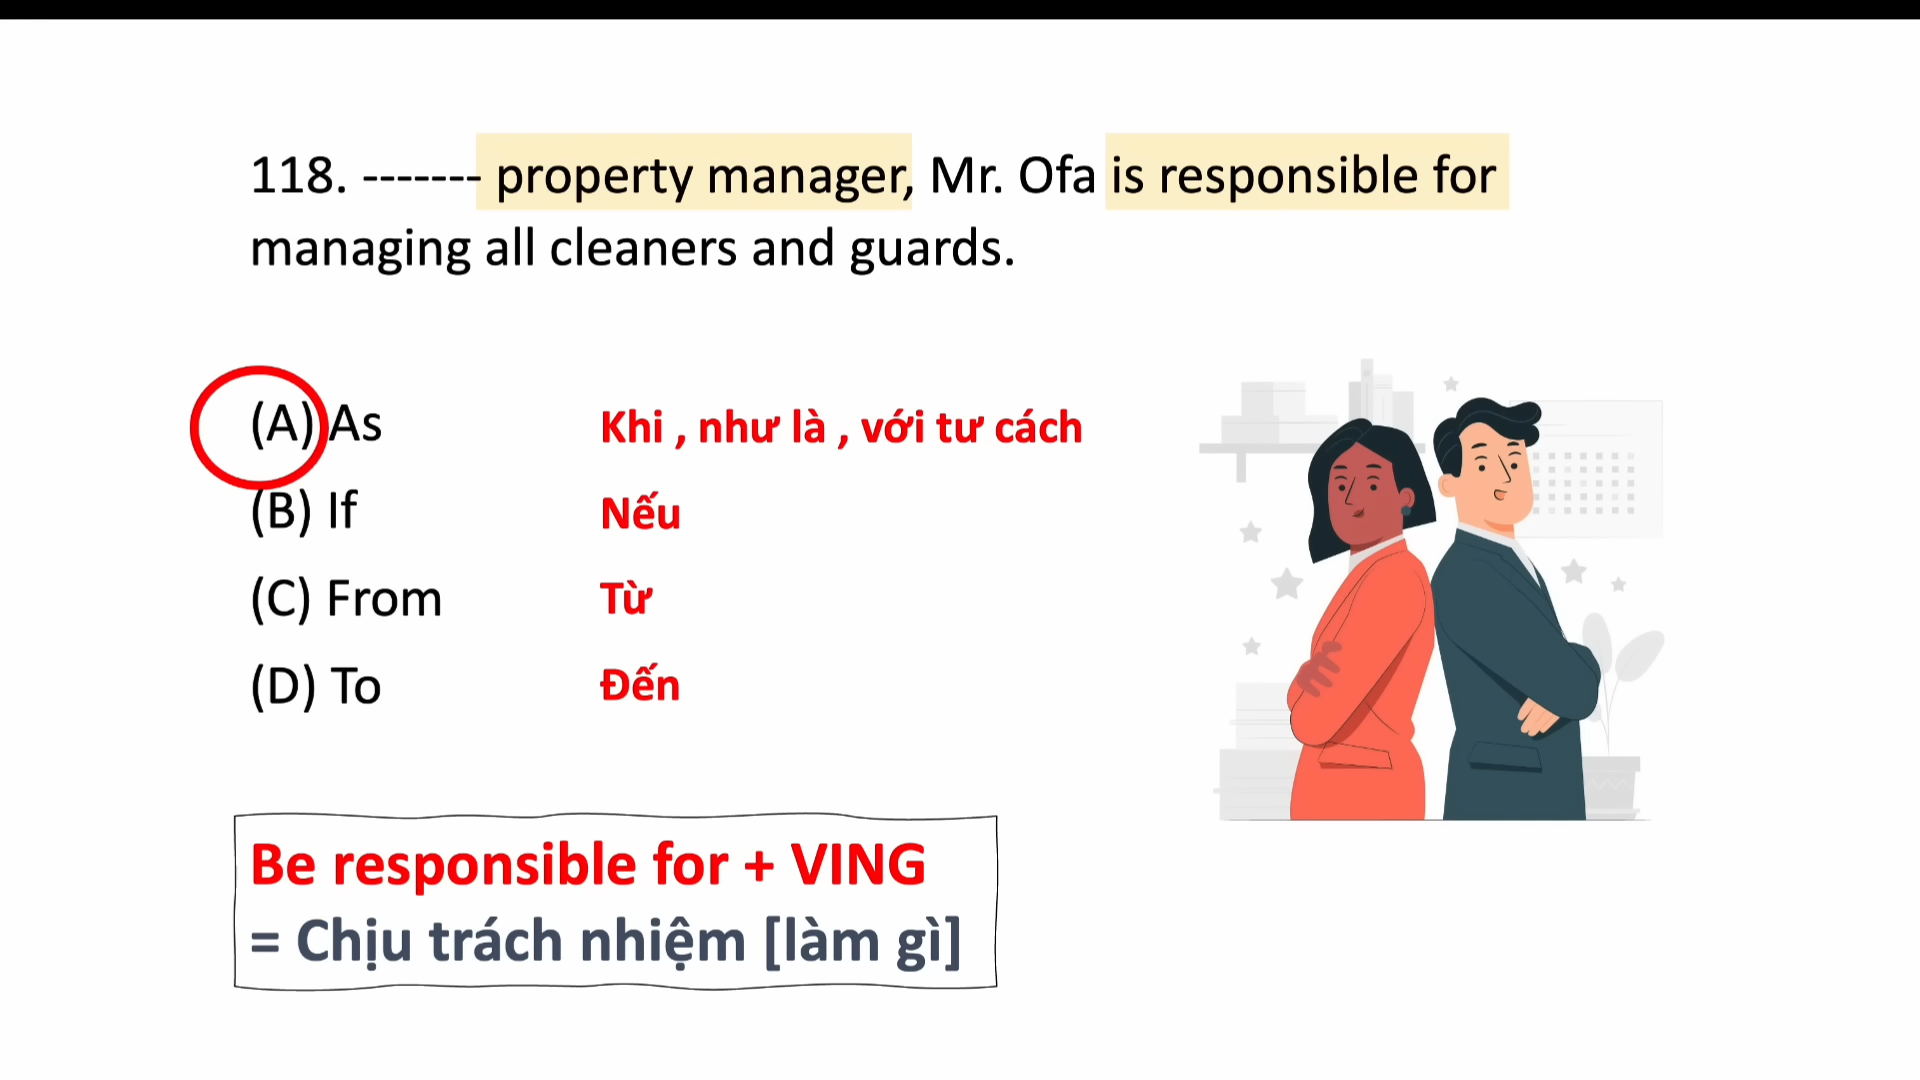 118. ------- property manager, Mr. Ofa is responsible for
managing all cleaners and guards.
(A) As
Khi , như là , với tư cách
(B) If
Nếu
(C) From
Từ
(D) To
Đến
Be responsible for + VING
= Chịu trách nhiệm [làm gì]